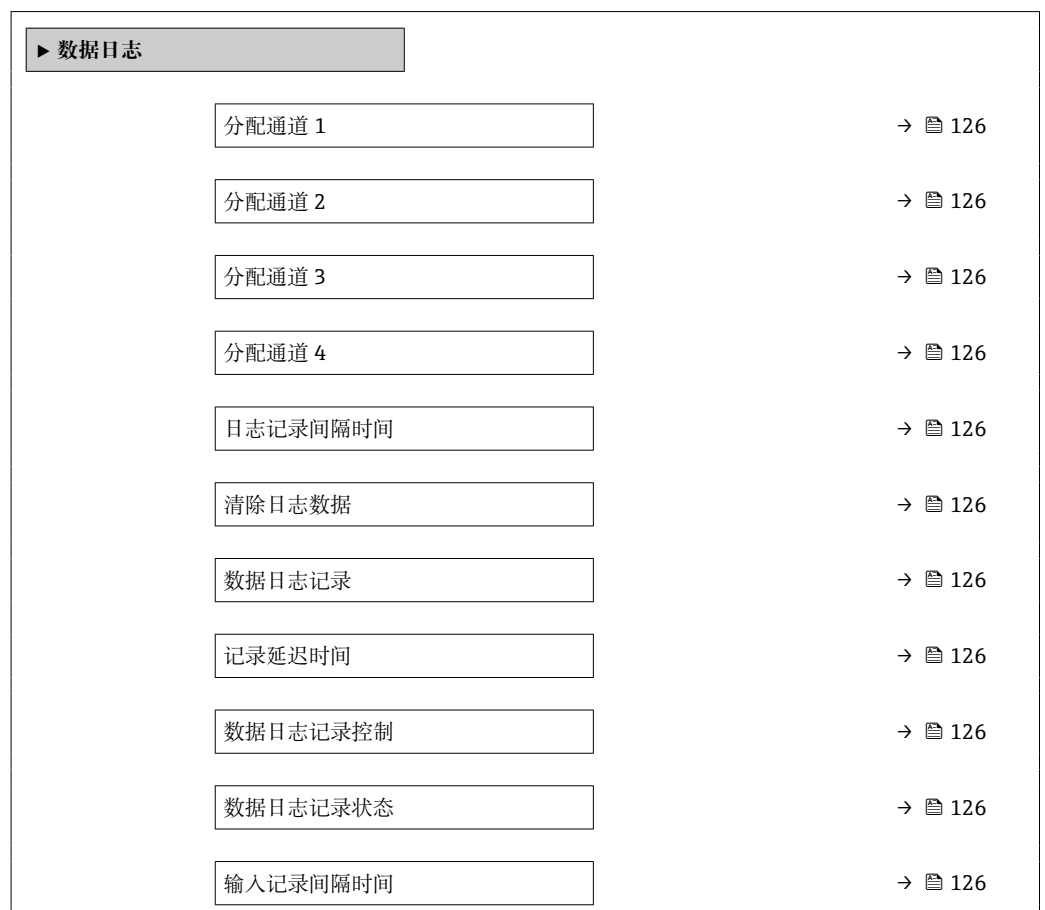 ▶ 数据日志
分配通道 1 → 126
分配通道 2 → 126
分配通道 3 → 126
分配通道 4 → 126
日志记录间隔时间 → 126
清除日志数据 → 126
数据日志记录 → 126
记录延迟时间 → 126
数据日志记录控制 → 126
数据日志记录状态 → 126
输入记录间隔时间 → 126